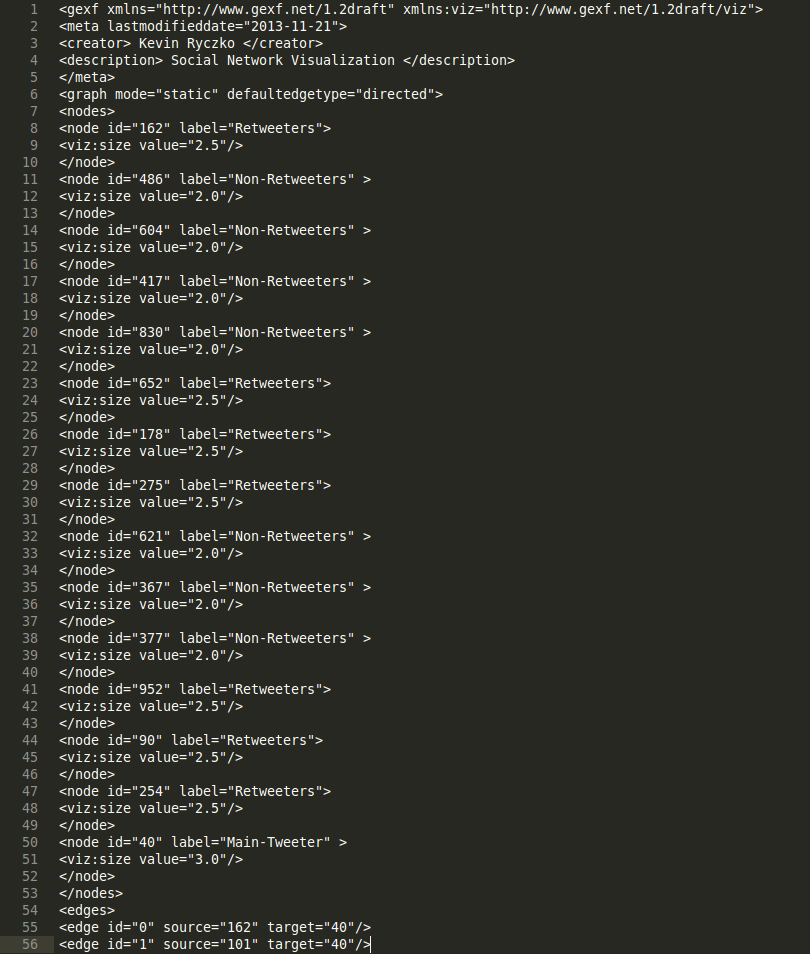 1 <gexf xmlns="http://www.gexf.net/1.2draft" xmlns:viz="http://www.gexf.net/1.2draft/viz">
2 <meta lastmodifieddate="2013-11-21">
3 <creator> Kevin Ryczko </creator>
4 <description> Social Network Visualization </description>
5 </meta>
6 <graph mode="static" defaultedgetype="directed">
7 <nodes>
8 <node id="162" label="Retweeters">
9 <viz:size value="2.5"/>
10 </node>
11 <node id="486" label="Non-Retweeters" >
12 <viz:size value="2.0"/>
13 </node>
14 <node id="604" label="Non-Retweeters" >
15 <viz:size value="2.0"/>
16 </node>
17 <node id="417" label="Non-Retweeters" >
18 <viz:size value="2.0"/>
19 </node>
20 <node id="830" label="Non-Retweeters" >
21 <viz:size value="2.0"/>
22 </node>
23 <node id="652" label="Retweeters">
24 <viz:size value="2.5"/>
25 </node>
26 <node id="178" label="Retweeters">
27 <viz:size value="2.5"/>
28 </node>
29 <node id="275" label="Retweeters">
30 <viz:size value="2.5"/>
31 </node>
32 <node id="621" label="Non-Retweeters" >
33 <viz:size value="2.0"/>
34 </node>
35 <node id="367" label="Non-Retweeters" >
36 <viz:size value="2.0"/>
37 </node>
38 <node id="377" label="Non-Retweeters" >
39 <viz:size value="2.0"/>
40 </node>
41 <node id="952" label="Retweeters">
42 <viz:size value="2.5"/>
43 </node>
44 <node id="90" label="Retweeters">
45 <viz:size value="2.5"/>
46 </node>
47 <node id="254" label="Retweeters">
48 <viz:size value="2.5"/>
49 </node>
50 <node id="40" label="Main-Tweeter" >
51 <viz:size value="3.0"/>
52 </node>
53 </nodes>
54 <edges>
55 <edge id="0" source="162" target="40"/>
56 <edge id="1" source="101" target="40"/>